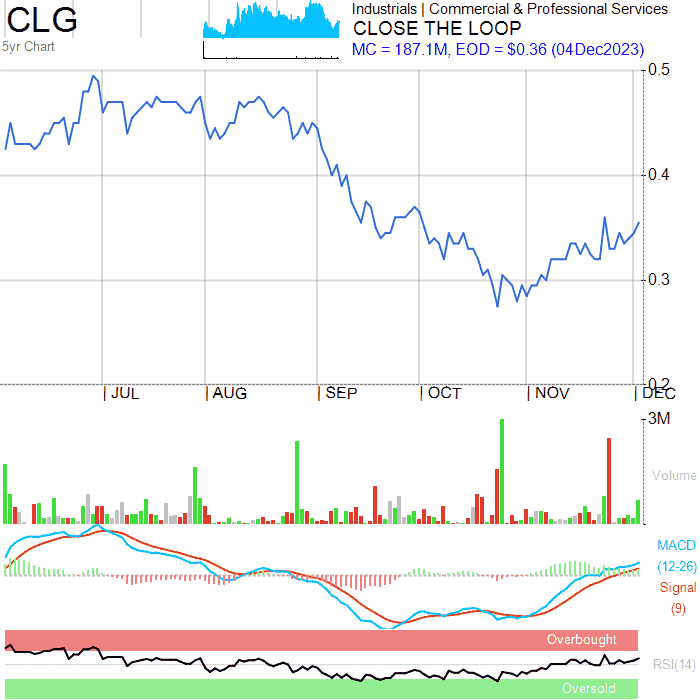 CLG
5yr Chart
Industrials | Commercial & Professional Services
CLOSE THE LOOP
MC = 187.1M, EOD = $0.36 (04Dec2023)
0.5
0.4
0.3
0.2
| JUL | AUG | SEP | OCT | NOV | DEC
3M
Volume
MACD
(12-26)
Signal
(9)
Overbought
RSI(14)
Oversold